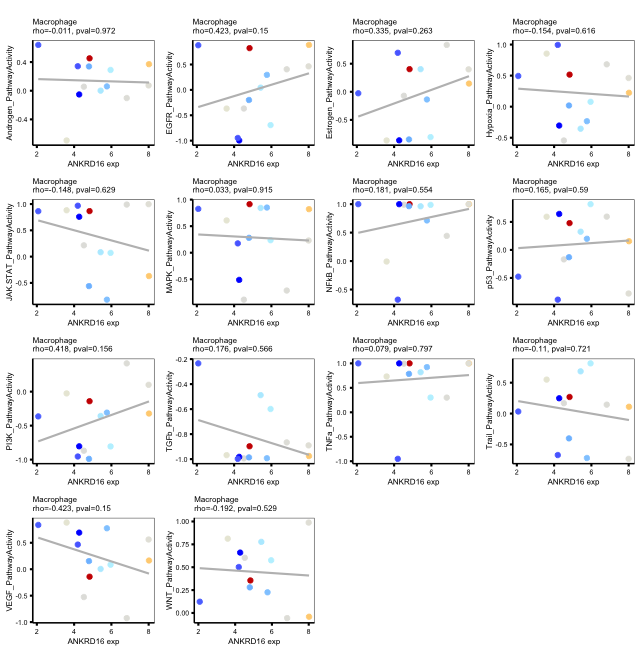 Macrophage
rho=-0.011, pval=0.972
Androgen_PathwayActivity
0.4
0.0
-0.4
2
4
6
8
ANKRD16 exp
Macrophage
rho=0.423, pval=0.15
EGFR_PathwayActivity
0.5
0.0
-0.5
-1.0
2
4
6
8
ANKRD16 exp
Macrophage
rho=0.335, pval=0.263
Estrogen_PathwayActivity
0.5
0.0
-0.5
2
4
6
8
ANKRD16 exp
Macrophage
rho=-0.154, pval=0.616
Hypoxia_PathwayActivity
1.0
0.5
0.0
-0.5
2
4
6
8
ANKRD16 exp
Macrophage
rho=-0.148, pval=0.629
JAK.STAT_PathwayActivity
1.0
0.5
0.0
-0.5
2
4
6
8
ANKRD16 exp
Macrophage
rho=0.033, pval=0.915
MAPK_PathwayActivity
1.0
0.5
0.0
-0.5
2
4
6
8
ANKRD16 exp
Macrophage
rho=0.181, pval=0.554
NFkB_PathwayActivity
1.0
0.5
0.0
-0.5
2
4
6
8
ANKRD16 exp
Macrophage
rho=0.165, pval=0.59
p53_PathwayActivity
0.5
0.0
-0.5
2
4
6
8
ANKRD16 exp
Macrophage
rho=0.418, pval=0.156
PI3K_PathwayActivity
0.0
-0.5
-1.0
2
4
6
8
ANKRD16 exp
Macrophage
rho=0.176, pval=0.566
TGFb_PathwayActivity
-0.2
-0.4
-0.6
-0.8
-1.0
2
4
6
8
ANKRD16 exp
Macrophage
rho=0.079, pval=0.797
TNFa_PathwayActivity
1.0
0.5
0.0
-0.5
-1.0
2
4
6
8
ANKRD16 exp
Macrophage
rho=-0.11, pval=0.721
Trail_PathwayActivity
0.5
0.0
-0.5
2
4
6
8
ANKRD16 exp
Macrophage
rho=-0.423, pval=0.15
VEGF_PathwayActivity
0.5
0.0
-0.5
-1.0
2
4
6
8
ANKRD16 exp
Macrophage
rho=-0.192, pval=0.529
WNT_PathwayActivity
1.00
0.75
0.50
0.25
0.00
2
4
6
8
ANKRD16 exp